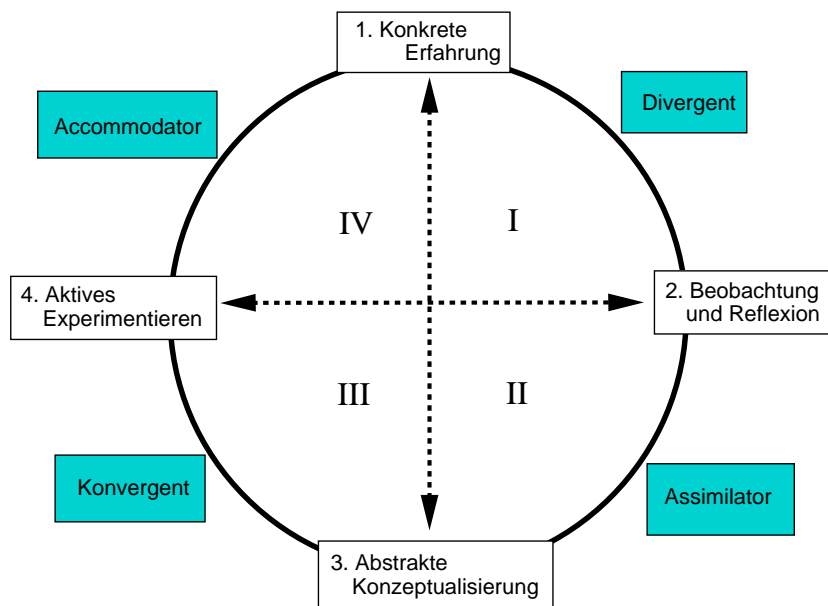 1. Konkrete
Erfahrung
Accommodator
Divergent
IV
I
4. Aktives
Experimentieren
2. Beobachtung
und Reflexion
III
II
Konvergent
Assimilator
3. Abstrakte
Konzeptualisierung